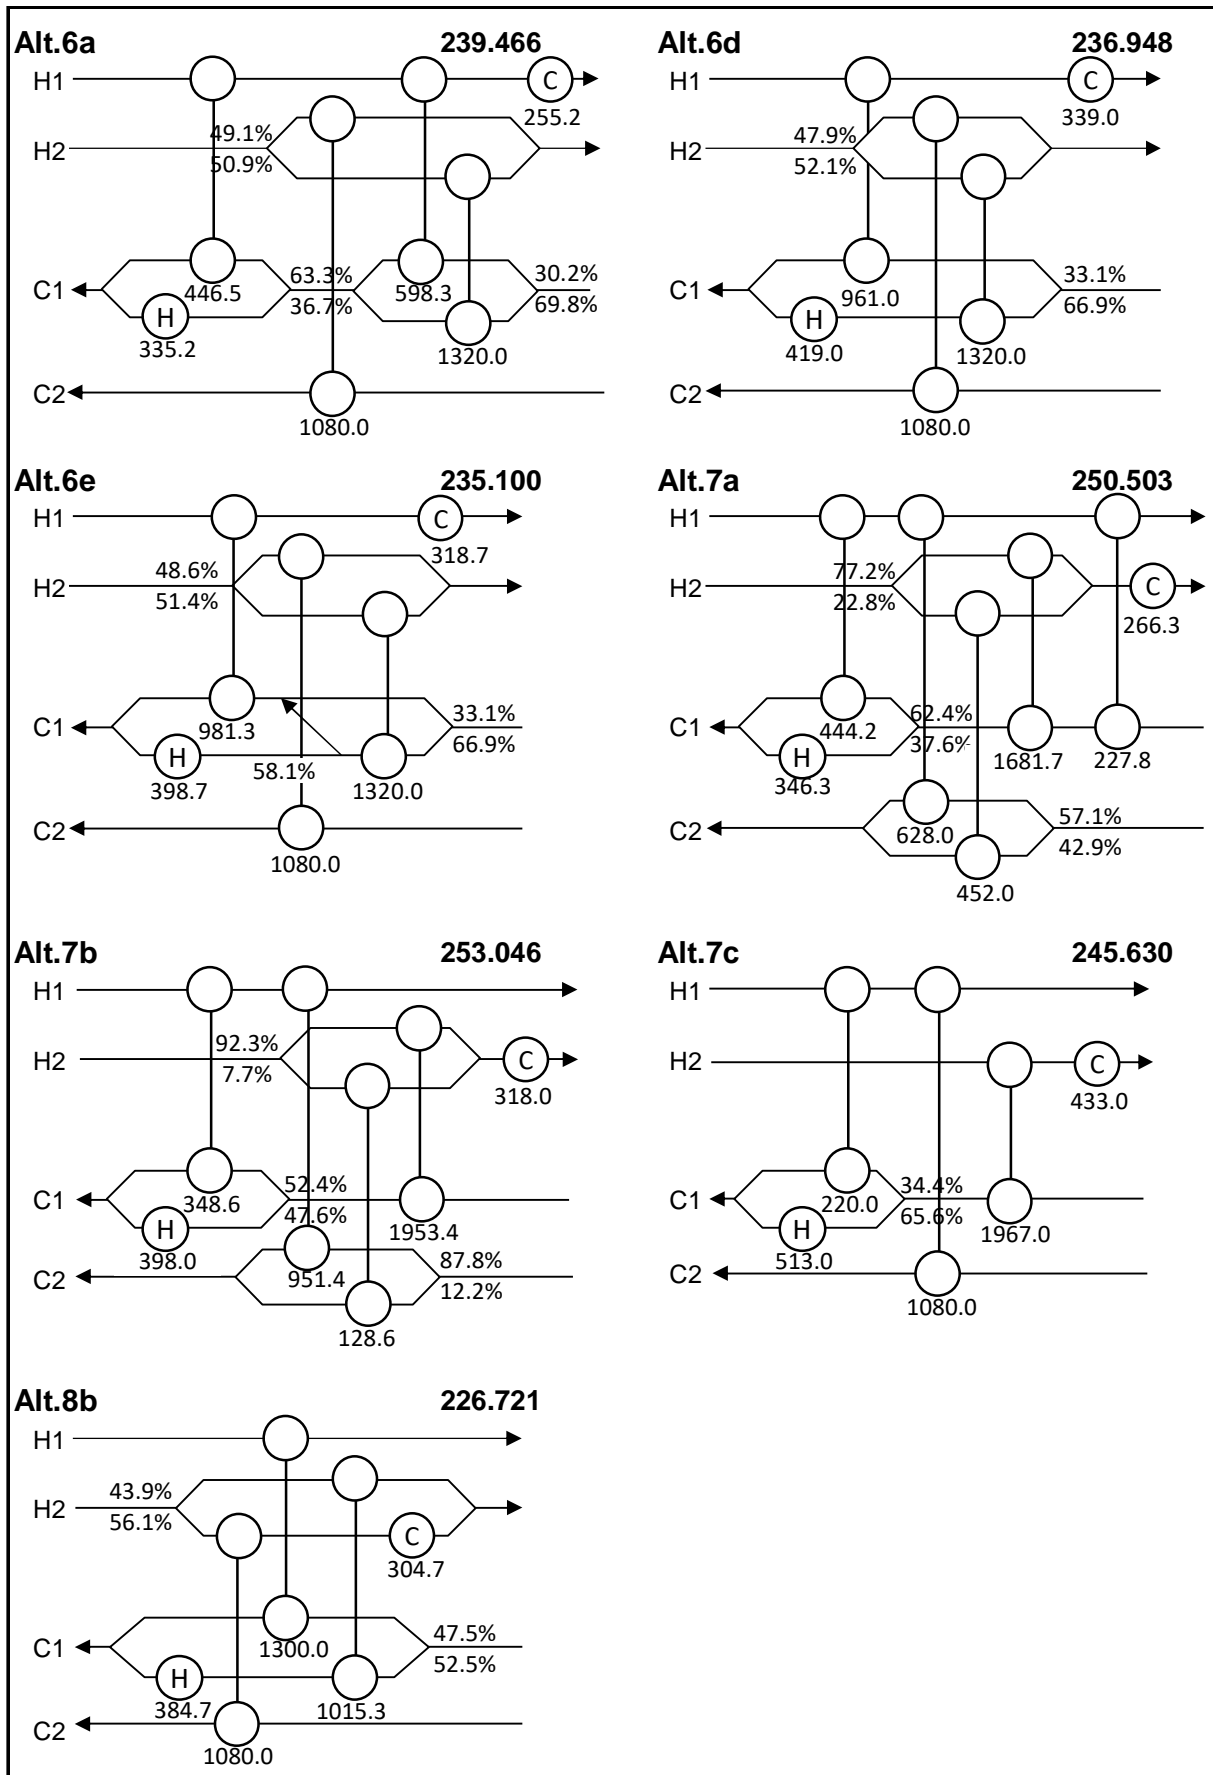 Alt.6a 239.466
H1 C
255.2
H2 49.1%
50.9%
C1 446.5 63.3% 598.3 30.2%
36.7% 69.8%
H
335.2 1320.0
C2
1080.0
Alt.6d 236.948
H1 C
339.0
H2 47.9%
52.1%
C1 961.0 33.1%
66.9%
H
419.0 1320.0
C2
1080.0
Alt.6e 235.100
H1 C
318.7
H2 48.6%
51.4%
C1 981.3 33.1%
66.9%
H
398.7 58.1% 1320.0
C2
1080.0
Alt.7a 250.503
H1
H2 77.2%
22.8%
C
266.3
C1 444.2 62.4%
37.6%
H
346.3 1681.7 227.8
C2 628.0 57.1%
42.9%
452.0
Alt.7b 253.046
H1
H2 92.3%
7.7%
C
318.0
C1 348.6 52.4%
47.6%
H
398.0 1953.4
C2 951.4 87.8%
12.2%
128.6
Alt.7c 245.630
H1
H2 C
433.0
C1 220.0 34.4%
65.6%
H
513.0 1967.0
C2
1080.0
Alt.8b 226.721
H1
H2 43.9%
56.1%
C
304.7
C1 1300.0 47.5%
52.5%
H
384.7 1015.3
C2
1080.0